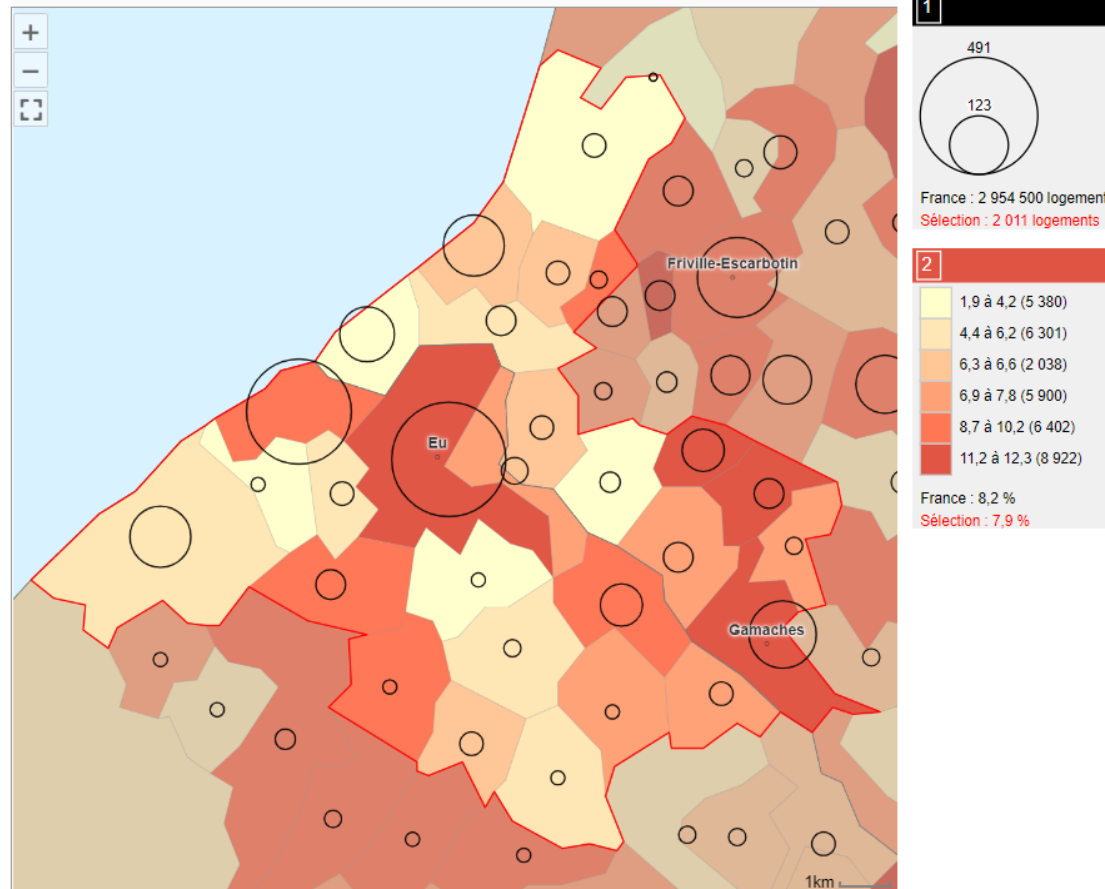 +
−
Friville-Escarbotin
Eu
Gamaches
1km
1
491
123
France : 2 954 500 logement
Sélection : 2 011 logements
2
1,9 à 4,2 (5 380)
4,4 à 6,2 (6 301)
6,3 à 6,6 (2 038)
6,9 à 7,8 (5 900)
8,7 à 10,2 (6 402)
11,2 à 12,3 (8 922)
France : 8,2 %
Sélection : 7,9 %